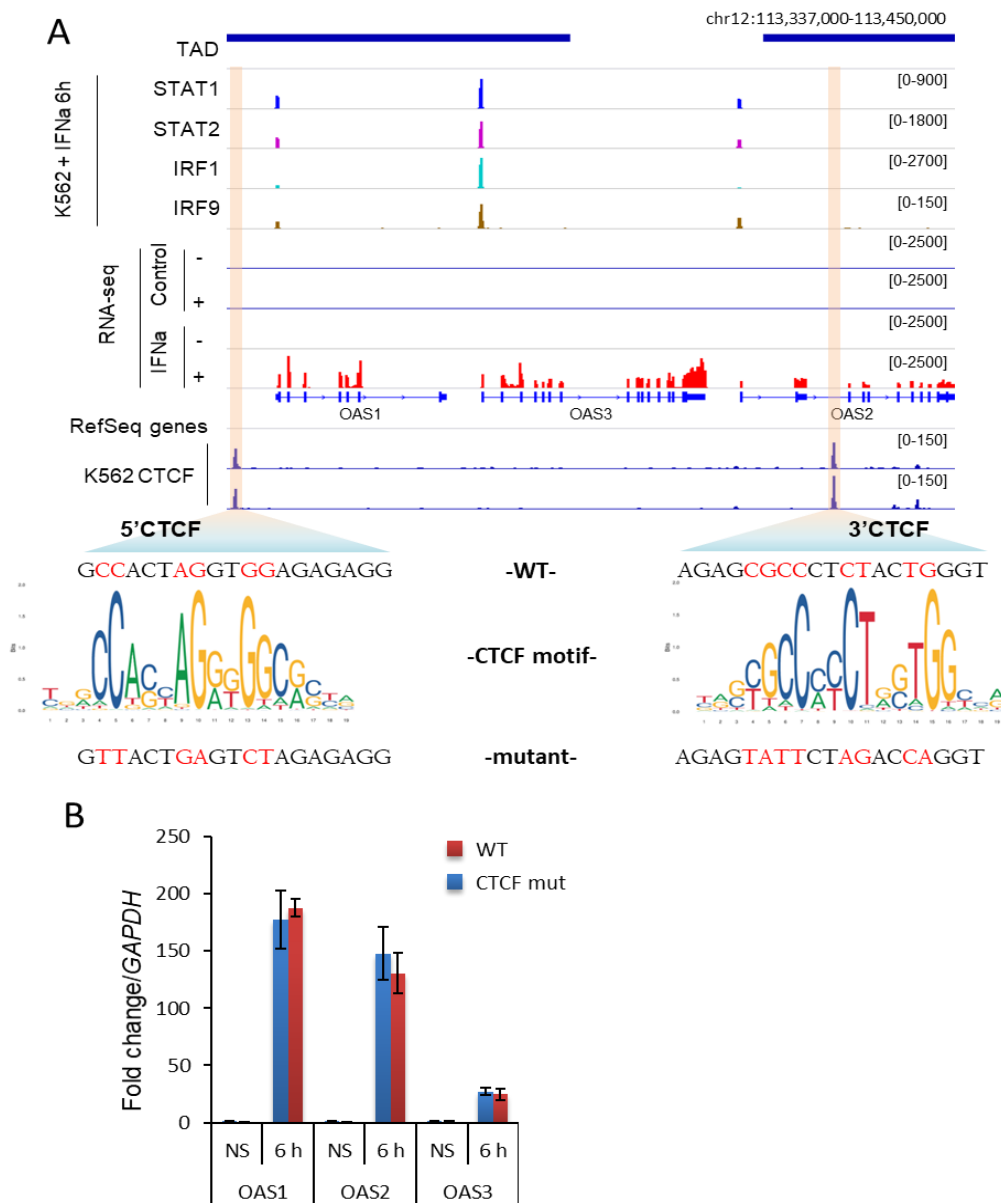 A
chr12:113,337,000-113,450,000
TAD
K562 + IFNa 6h
STAT1
[0-900]
STAT2
[0-1800]
IRF1
[0-2700]
IRF9
[0-150]
RNA-seq
Control
-
[0-2500]
+
[0-2500]
IFNa
-
[0-2500]
+
[0-2500]
OAS1
OAS3
OAS2
RefSeq genes
[0-150]
K562 CTCF
[0-150]
5'CTCF
3'CTCF
GCCACTAGGTGGAGAGAGG
-WT-
AGAGCGCCCTCTACTGGGT
-CTCF motif-
GTTACTGAGTCTAGAGAGG
-mutant-
AGAGTATTCTAGACCAGGT
B
250
200
150
100
50
0
Fold change/GAPDH
WT
CTCF mut
NS 6 h NS 6 h NS 6 h
OAS1 OAS2 OAS3